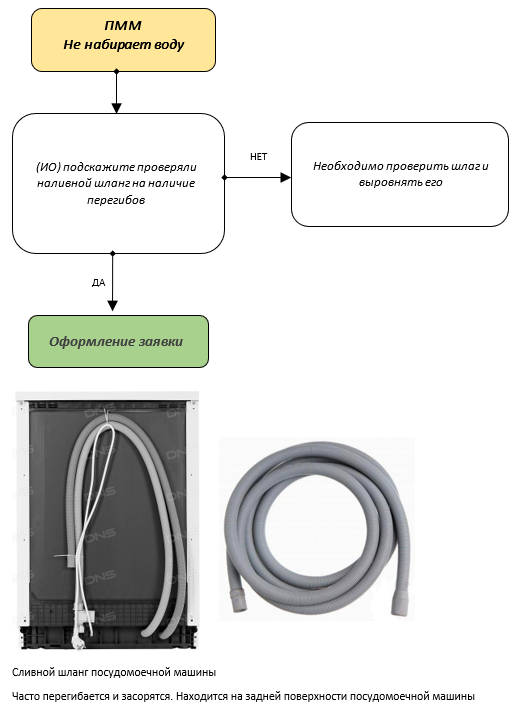 ПММ
Не набирает воду
(ИО) подскажите проверяли
наливной шланг на наличие
перегибов
НЕТ
Необходимо проверить шлаг и
выровнять его
ДА
Оформление заявки
DNS
DNS
DNS
Сливной шланг посудомоечной машины
Часто перегибается и засорятся. Находится на задней поверхности посудомоечной машины